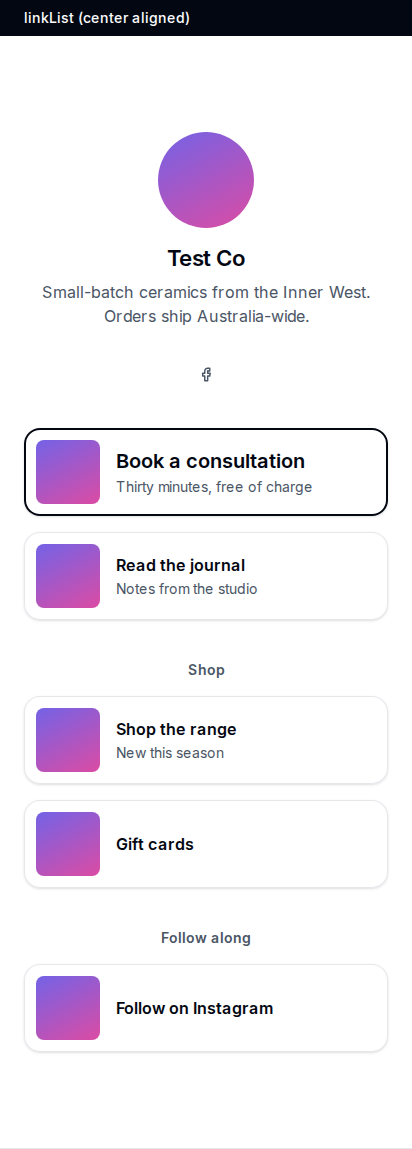 linkList (center aligned)
Test Co
Small-batch ceramics from the Inner West.
Orders ship Australia-wide.
Book a consultation
Thirty minutes, free of charge
Read the journal
Notes from the studio
Shop
Shop the range
New this season
Gift cards
Follow along
Follow on Instagram